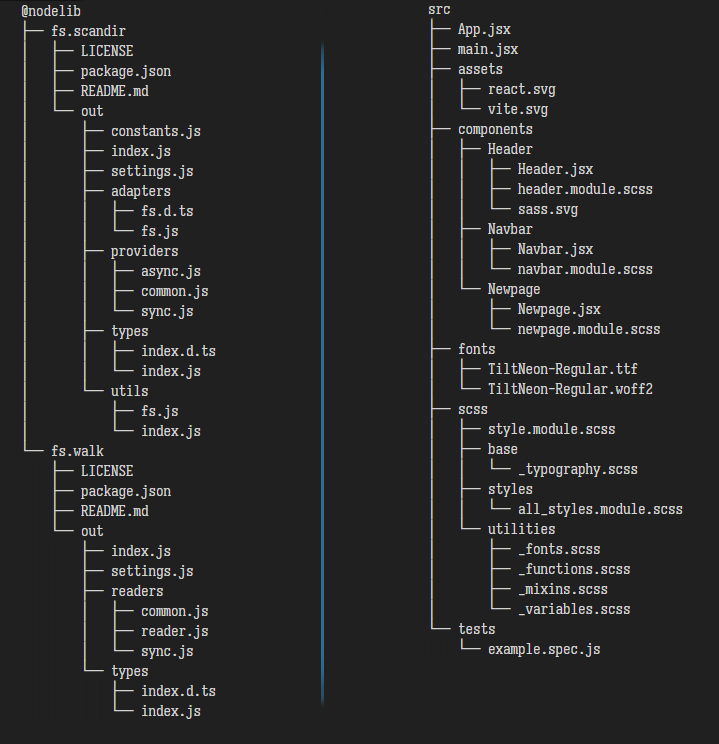 @nodelib
├── fs.scandir
│   ├── LICENSE
│   ├── package.json
│   ├── README.md
│   └── out
│       ├── constants.js
│       ├── index.js
│       ├── settings.js
│       ├── adapters
│       │   ├── fs.d.ts
│       │   └── fs.js
│       ├── providers
│       │   ├── async.js
│       │   ├── common.js
│       │   └── sync.js
│       ├── types
│       │   ├── index.d.ts
│       │   └── index.js
│       └── utils
│           ├── fs.js
│           └── index.js
└── fs.walk
    ├── LICENSE
    ├── package.json
    ├── README.md
    └── out
        ├── index.js
        ├── settings.js
        ├── readers
        │   ├── common.js
        │   ├── reader.js
        │   └── sync.js
        └── types
            ├── index.d.ts
            └── index.js
src
├── App.jsx
├── main.jsx
├── assets
│   ├── react.svg
│   └── vite.svg
├── components
│   ├── Header
│   │   ├── Header.jsx
│   │   ├── header.module.scss
│   │   └── sass.svg
│   ├── Navbar
│   │   ├── Navbar.jsx
│   │   └── navbar.module.scss
│   └── Newpage
│       ├── Newpage.jsx
│       └── newpage.module.scss
├── fonts
│   ├── TiltNeon-Regular.ttf
│   └── TiltNeon-Regular.woff2
├── scss
│   ├── style.module.scss
│   ├── base
│   │   └── _typography.scss
│   ├── styles
│   │   └── all_styles.module.scss
│   └── utilities
│       ├── _fonts.scss
│       ├── _functions.scss
│       ├── _mixins.scss
│       └── _variables.scss
└── tests
    └── example.spec.js